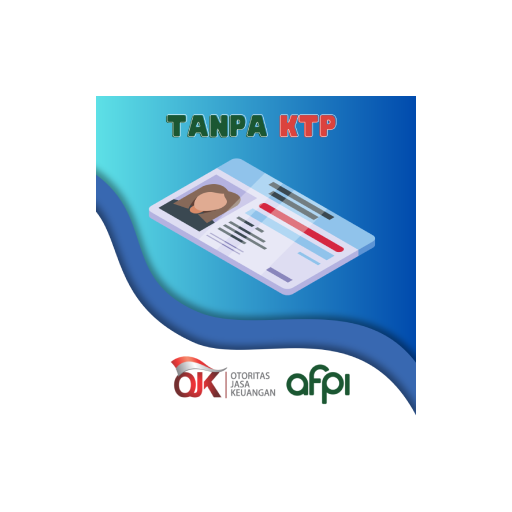 TANPA KTP
OJK
OTORITAS
JASA
KEUANGAN
afpi